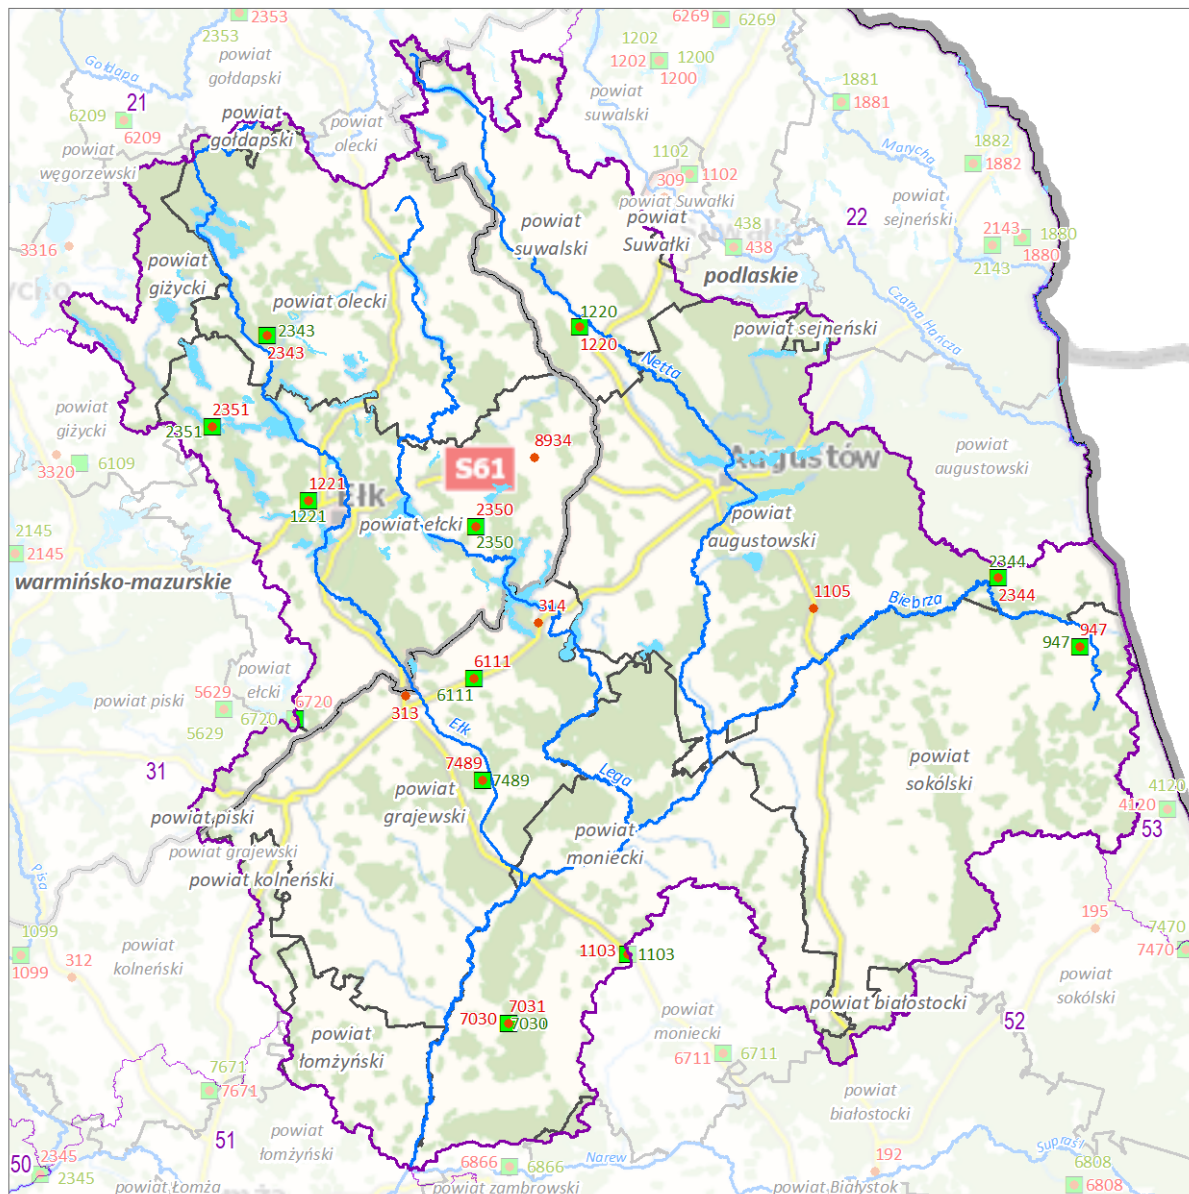 2353
2353
6269
6269
Gołdapa
powiat
gołdapski
1202
1200
1202
1200
powiat
suwalski
1881
1881
21
6209
6209
powiat
gołdapski
powiat
olecki
powiat
węgorzewski
Marycha
1882
1882
1102
1102
309
powiat Suwałki
powiat
sejneński
22
powiat
suwalski
powiat
Suwałki
438
438
2143
2143
1880
1880
3316
powiat
giżycki
podlaskie
powiat olecki
Czarna Hańcza
1220
1220
powiat sejneński
2343
2343
Netta
powiat
giżycki
2351
2351
8934
Augustów
powiat
augustowski
3320
6109
S61
1221
1221
Ełk
powiat ełcki
2350
2350
powiat
augustowski
2145
2145
warmińsko-mazurskie
2344
2344
Biebrza
1105
314
947
947
powiat
ełcki
6111
6111
powiat piski
5629
5629
6720
6720
313
Ełk
31
7489
7489
Lega
powiat
sokólski
powiat
grajewski
4120
4120
53
powiat piski
powiat
moniecki
powiat grajewski
powiat kolneński
Pisa
195
1099
1099
312
powiat
kolneński
1103
1103
7470
7470
powiat
sokólski
powiat białostocki
7031
7030
7030
powiat
moniecki
52
powiat
łomżyński
6711
6711
7671
7671
powiat
białostocki
51
powiat
łomżyński
Supraśl
50
2345
2345
6866
6866
Narew
192
6808
6808
powiat Łomża
powiat zambrowski
powiat Białystok